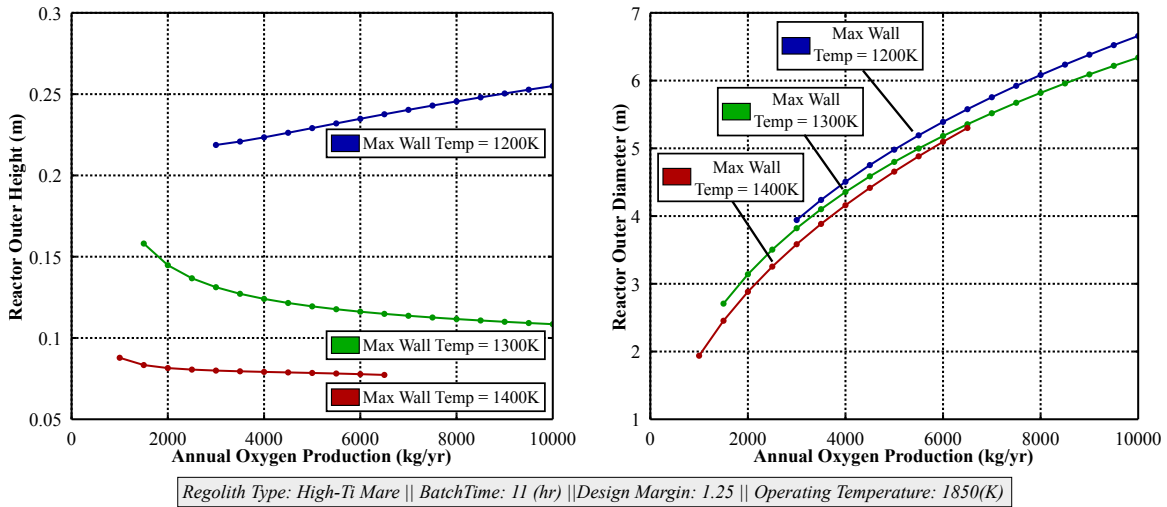 0.3
0.25
0.2
0.15
0.1
0.05
Reactor Outer Height (m)
Max Wall Temp = 1200K
Max Wall Temp = 1300K
Max Wall Temp = 1400K
0
2000
4000
6000
8000
10000
Annual Oxygen Production (kg/yr)
7
6
5
4
3
2
1
Reactor Outer Diameter (m)
Max Wall
Temp = 1200K
Max Wall
Temp = 1300K
Max Wall
Temp = 1400K
0
2000
4000
6000
8000
10000
Annual Oxygen Production (kg/yr)
Regolith Type: High-Ti Mare || BatchTime: 11 (hr) ||Design Margin: 1.25 || Operating Temperature: 1850(K)